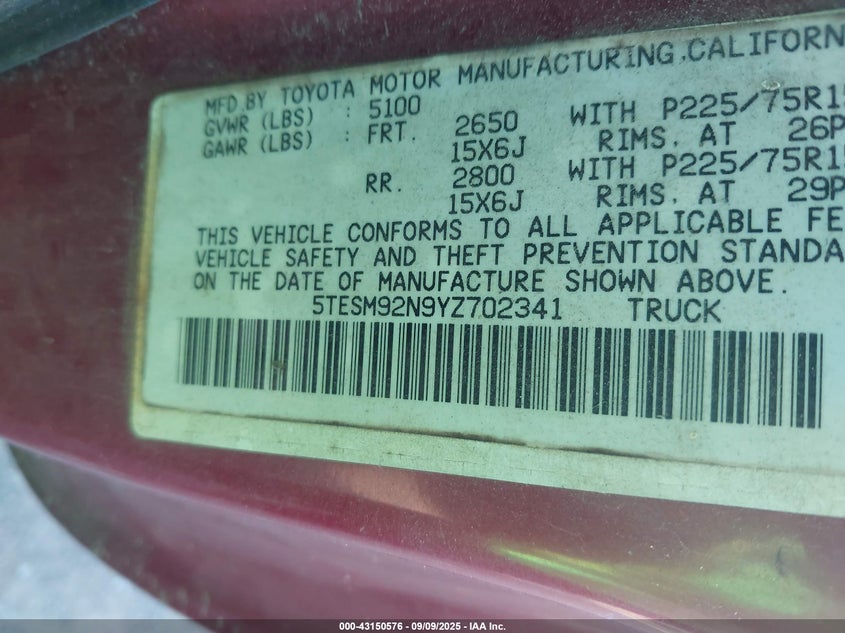 MFD BY TOYOTA MOTOR MANUFACTURING, CALIFORN
GVWR (LBS) : 5100
GAWR (LBS) : FRT. 2650 WITH P225/75R15
15X6J RIMS. AT 26P
RR. 2800 WITH P225/75R15
15X6J RIMS. AT 29P
THIS VEHICLE CONFORMS TO ALL APPLICABLE FE
VEHICLE SAFETY AND THEFT PREVENTION STANDA
ON THE DATE OF MANUFACTURE SHOWN ABOVE.
5TESM92N9YZ702341 TRUCK
000-43150576 - 09/09/2025 - IAA Inc.